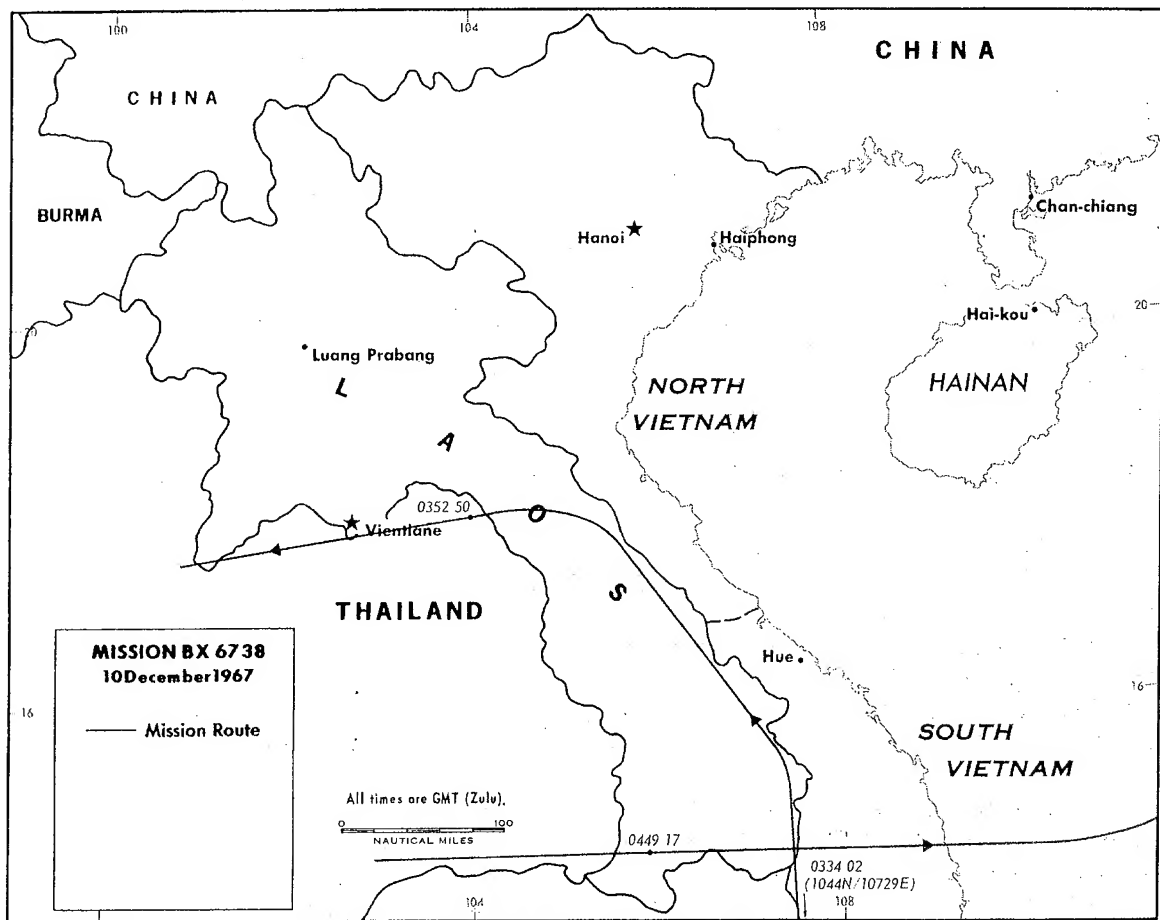 100
104
108
CHINA
CHINA
BURMA
Chan-chiang
Hanoi
Haiphong
20
Hai-kou
Luang Prabang
L
A
O
S
NORTH
VIETNAM
HAINAN
0352 50
Vientiane
THAILAND
MISSION BX 6738
10December1967
Mission Route
Hue
16
16
SOUTH
VIETNAM
All times are GMT (Zulu).
0
100
NAUTICAL MILES
0449 17
0334 02
(1044N/10729E)
104
108